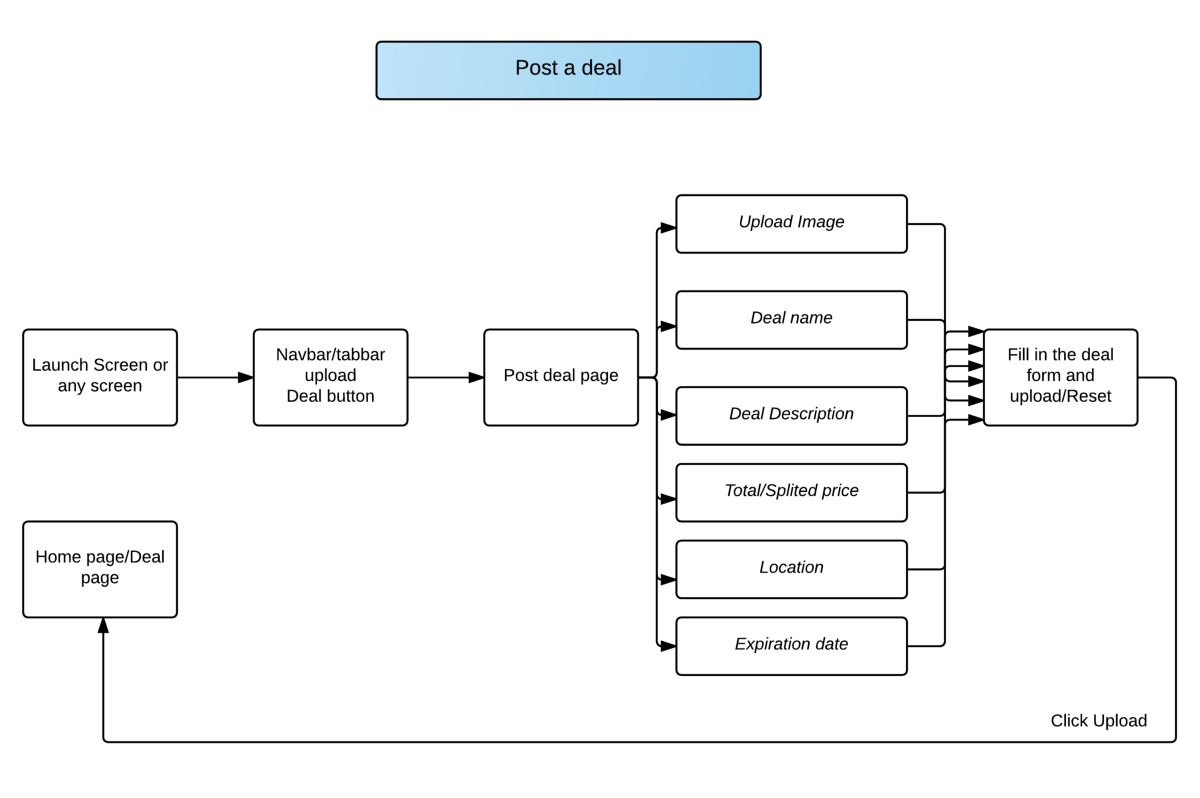 Post a deal
Launch Screen or
any screen
Navbar/tabbar
upload
Deal button
Post deal page
Upload Image
Deal name
Deal Description
Total/Splited price
Location
Expiration date
Fill in the deal
form and
upload/Reset
Home page/Deal
page
Click Upload